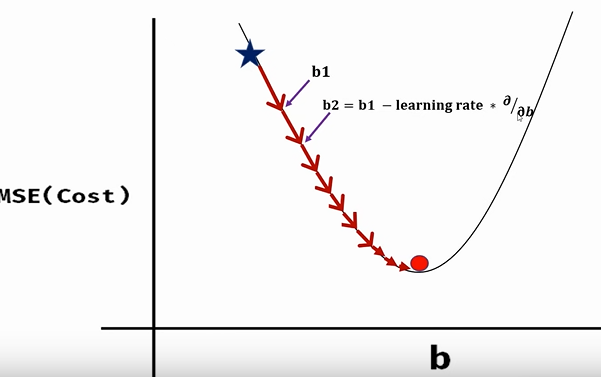 b1
b2 = b1 − learning rate * ∂/∂b
MSE(Cost)
b